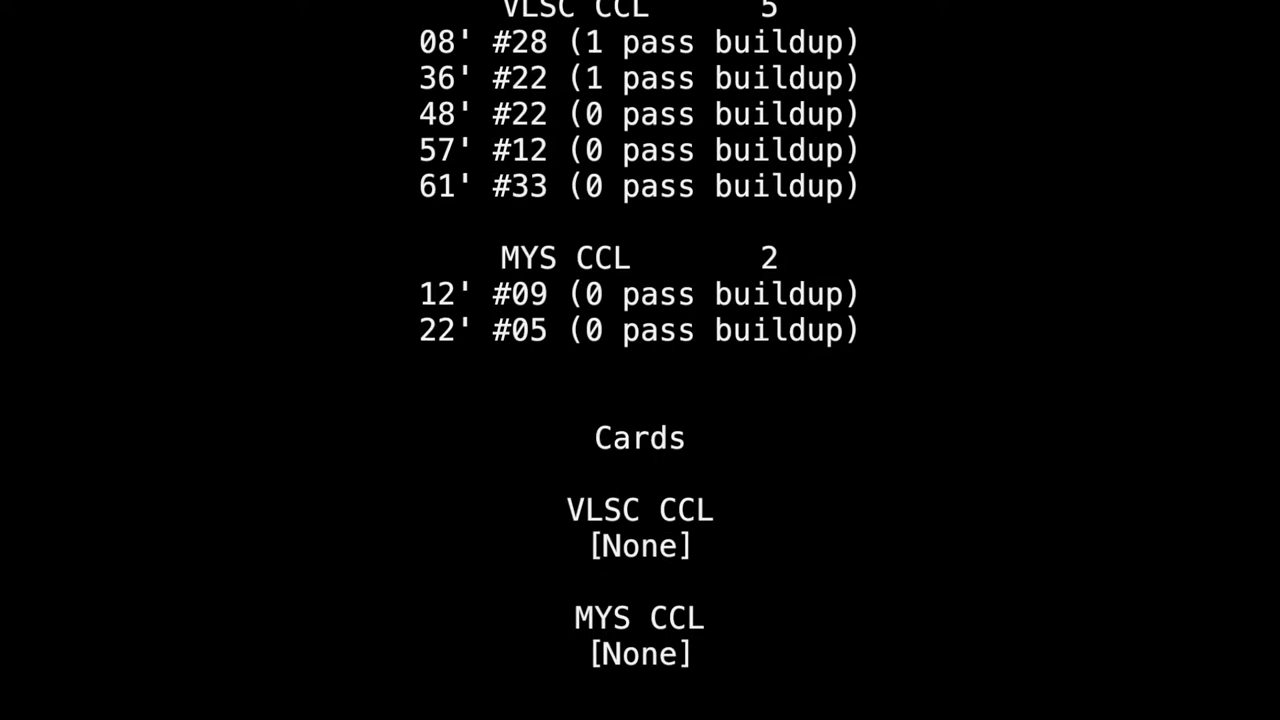 VLSC CCL 5
08' #28 (1 pass buildup)
36' #22 (1 pass buildup)
48' #22 (0 pass buildup)
57' #12 (0 pass buildup)
61' #33 (0 pass buildup)
MYS CCL 2
12' #09 (0 pass buildup)
22' #05 (0 pass buildup)
Cards
VLSC CCL
[None]
MYS CCL
[None]